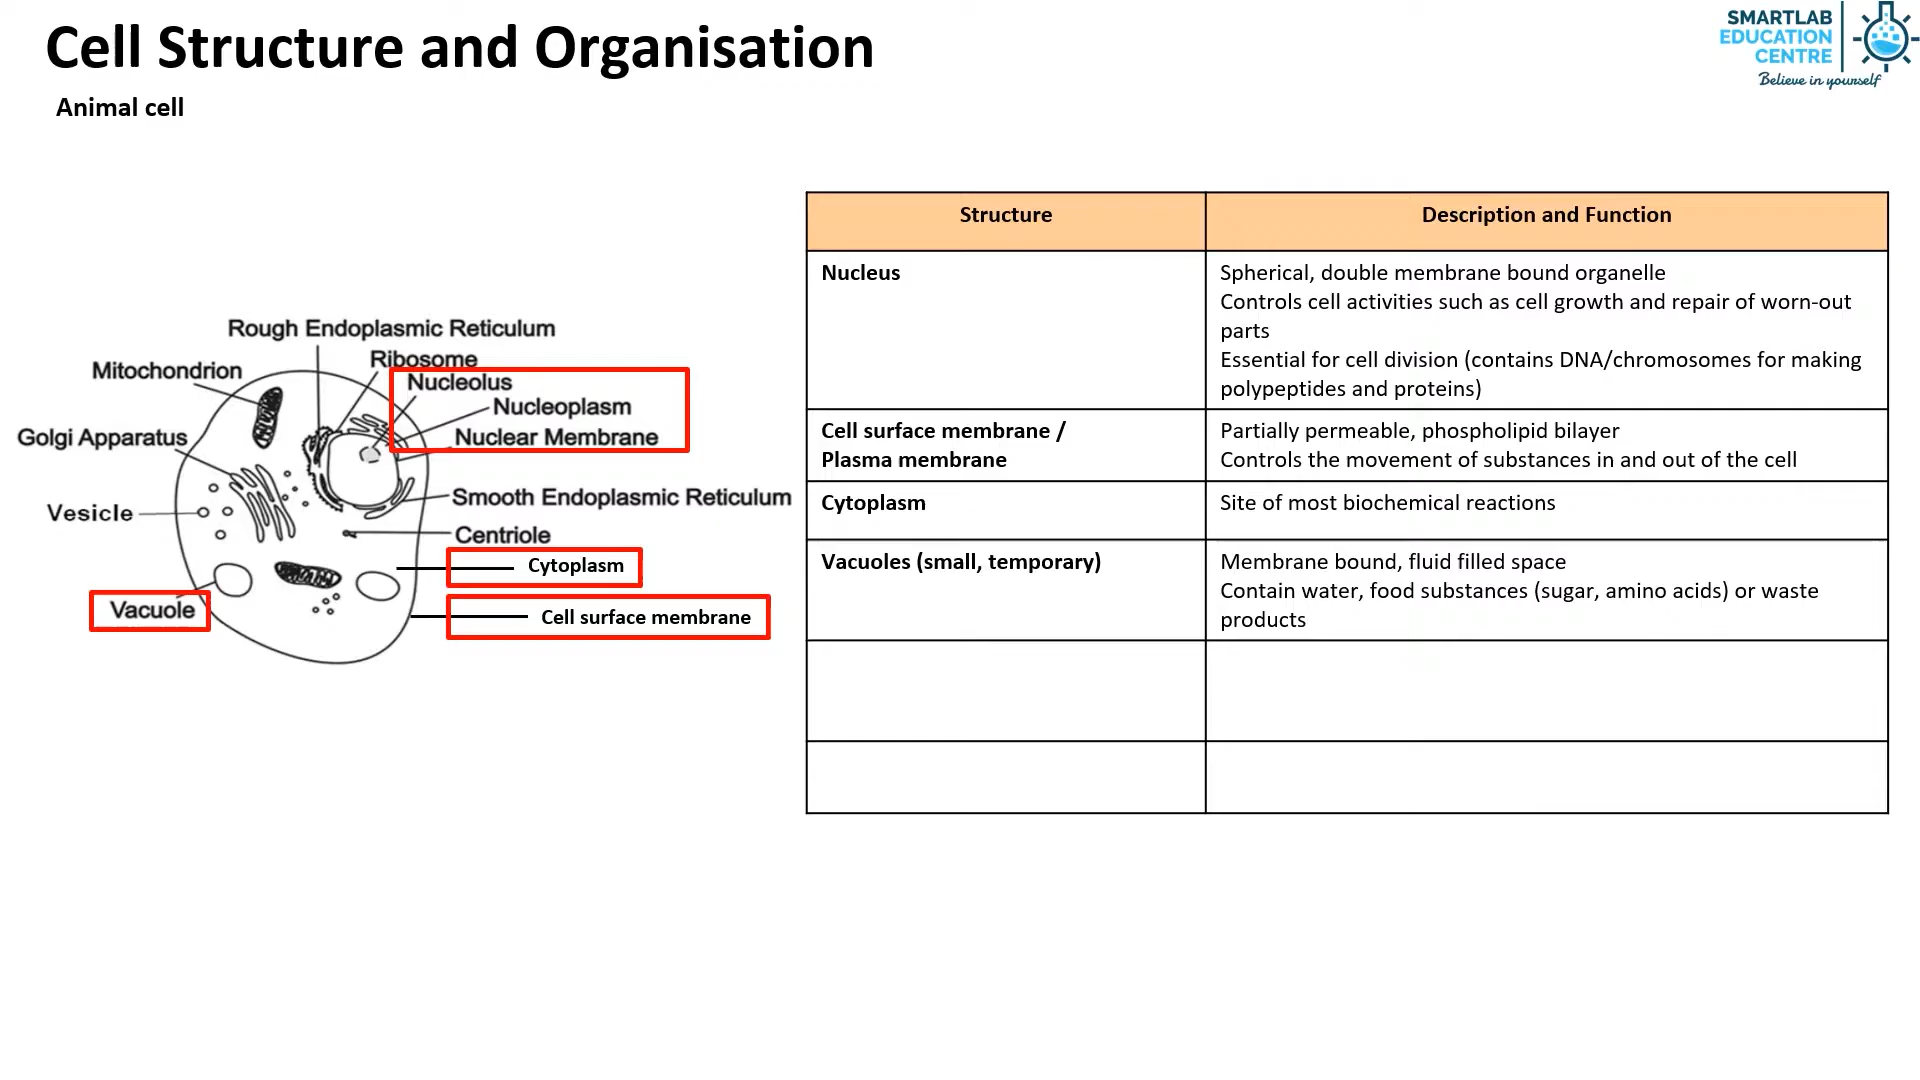 Cell Structure and Organisation
Animal cell
SMARTLAB
EDUCATION
CENTRE
Believe in yourself
Rough Endoplasmic Reticulum
Ribosome
Mitochondrion
Nucleolus
Nucleoplasm
Golgi Apparatus
Nuclear Membrane
Smooth Endoplasmic Reticulum
Vesicle
Centriole
Cytoplasm
Vacuole
Cell surface membrane
Structure
Description and Function
Nucleus
Spherical, double membrane bound organelle
Controls cell activities such as cell growth and repair of worn-out
parts
Essential for cell division (contains DNA/chromosomes for making
polypeptides and proteins)
Cell surface membrane /
Plasma membrane
Partially permeable, phospholipid bilayer
Controls the movement of substances in and out of the cell
Cytoplasm
Site of most biochemical reactions
Vacuoles (small, temporary)
Membrane bound, fluid filled space
Contain water, food substances (sugar, amino acids) or waste
products